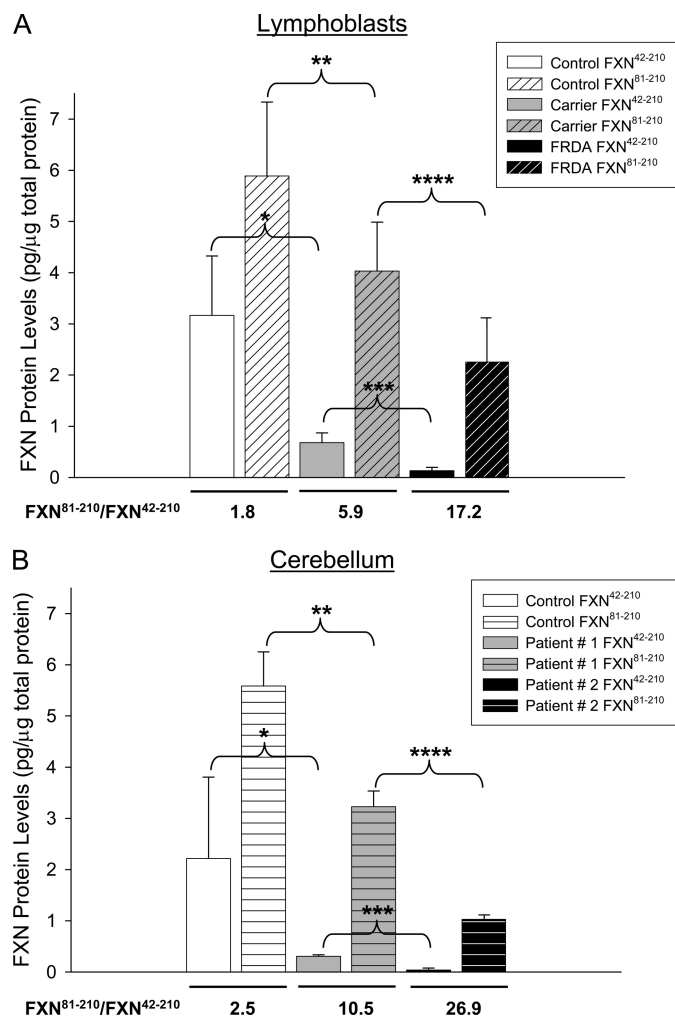 A
Lymphoblasts
Control FXN42-210
Control FXN81-210
Carrier FXN42-210
Carrier FXN81-210
FRDA FXN42-210
FRDA FXN81-210
FXN Protein Levels (pg/µg total protein)
7
6
5
4
3
2
1
0
**
*
****
***
FXN81-210/FXN42-210 1.8 5.9 17.2
B
Cerebellum
Control FXN42-210
Control FXN81-210
Patient # 1 FXN42-210
Patient # 1 FXN81-210
Patient # 2 FXN42-210
Patient # 2 FXN81-210
FXN Protein Levels (pg/µg total protein)
7
6
5
4
3
2
1
0
**
*
****
***
FXN81-210/FXN42-210 2.5 10.5 26.9